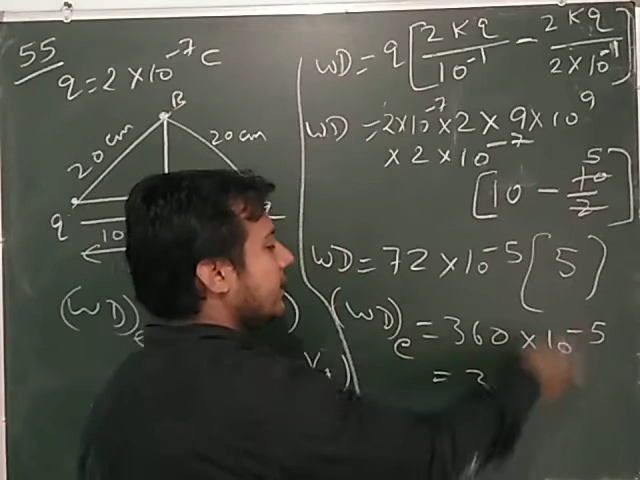 55
q = 2 × 10⁻⁷ C
B
20 cm
20 cm
q
10
(WD)
WD = q [ 2Kq / 10⁻¹ − 2Kq / 2×10⁻¹ ]
WD = 2×10⁻⁷ × 2 × 9 × 10⁹
× 2 × 10⁻⁷
[ 10 − 10/2 5 ]
WD = 72 × 10⁻⁵ [ 5 ]
(WD)e = 360 × 10⁻⁵
= 3